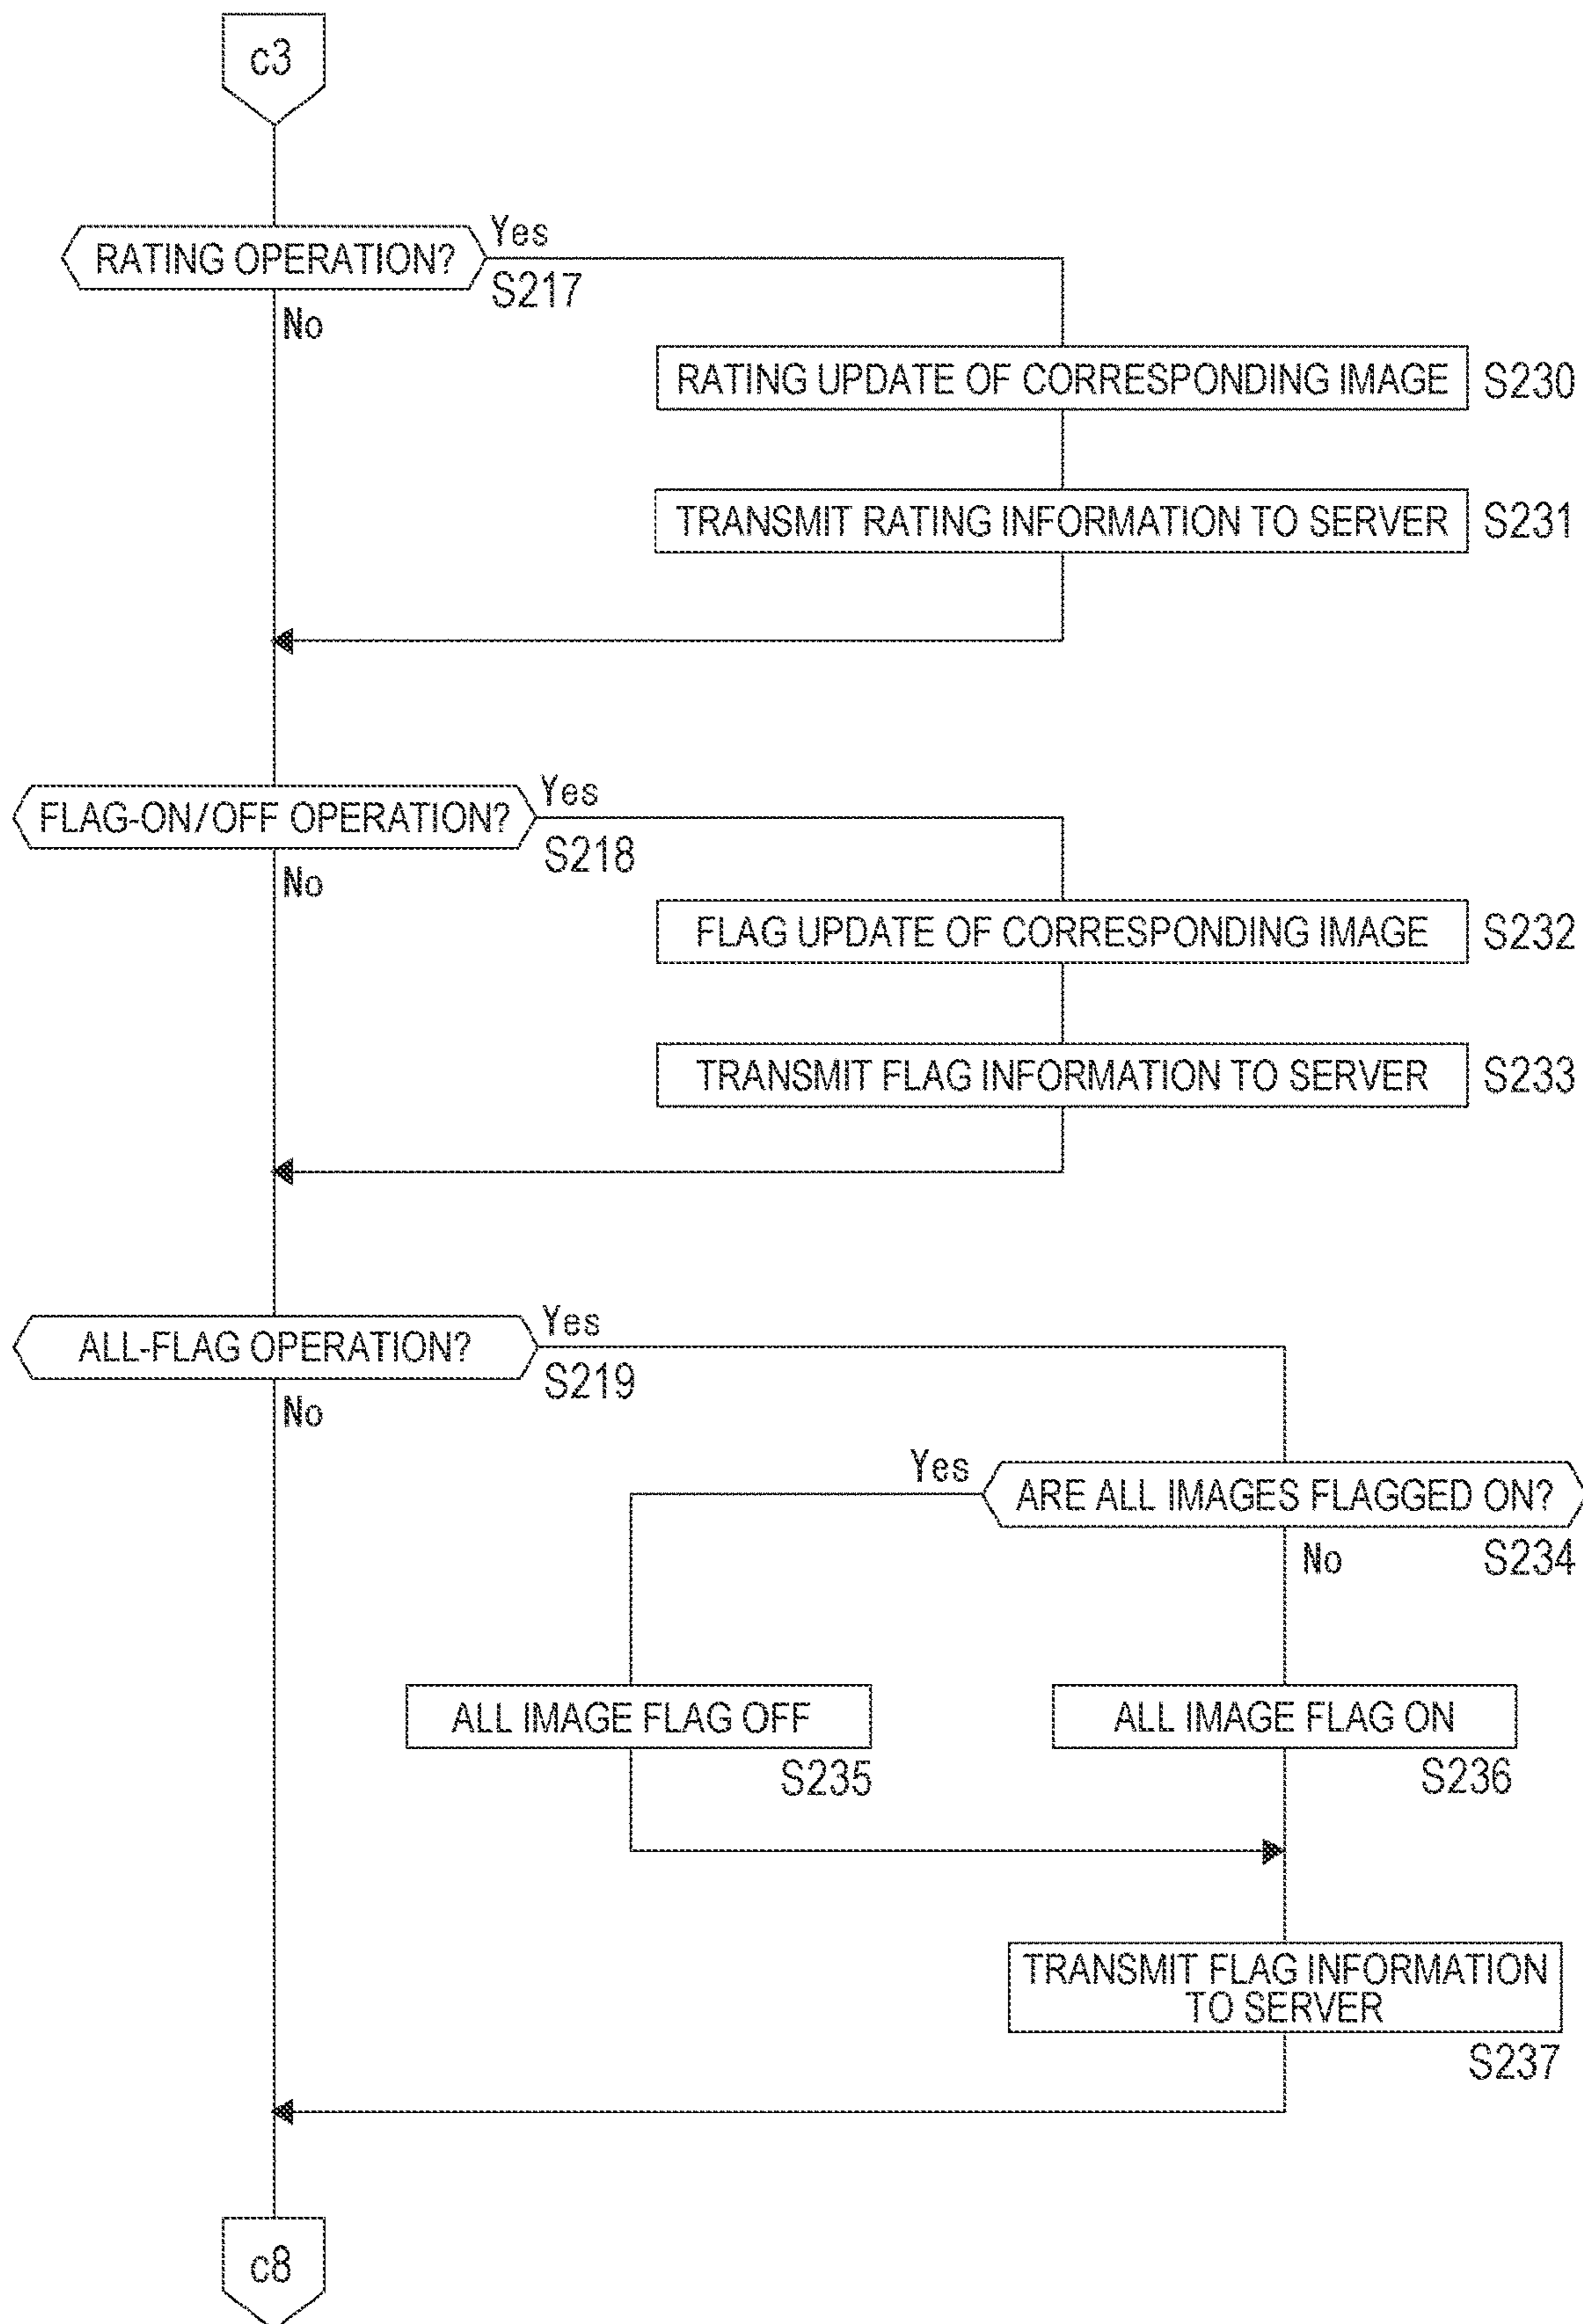 c3
RATING OPERATION?
Yes
S217
No
RATING UPDATE OF CORRESPONDING IMAGE
S230
TRANSMIT RATING INFORMATION TO SERVER
S231
FLAG-ON/OFF OPERATION?
Yes
S218
No
FLAG UPDATE OF CORRESPONDING IMAGE
S232
TRANSMIT FLAG INFORMATION TO SERVER
S233
ALL-FLAG OPERATION?
Yes
S219
No
Yes
ARE ALL IMAGES FLAGGED ON?
No
S234
ALL IMAGE FLAG OFF
S235
ALL IMAGE FLAG ON
S236
TRANSMIT FLAG INFORMATION
TO SERVER
S237
c8